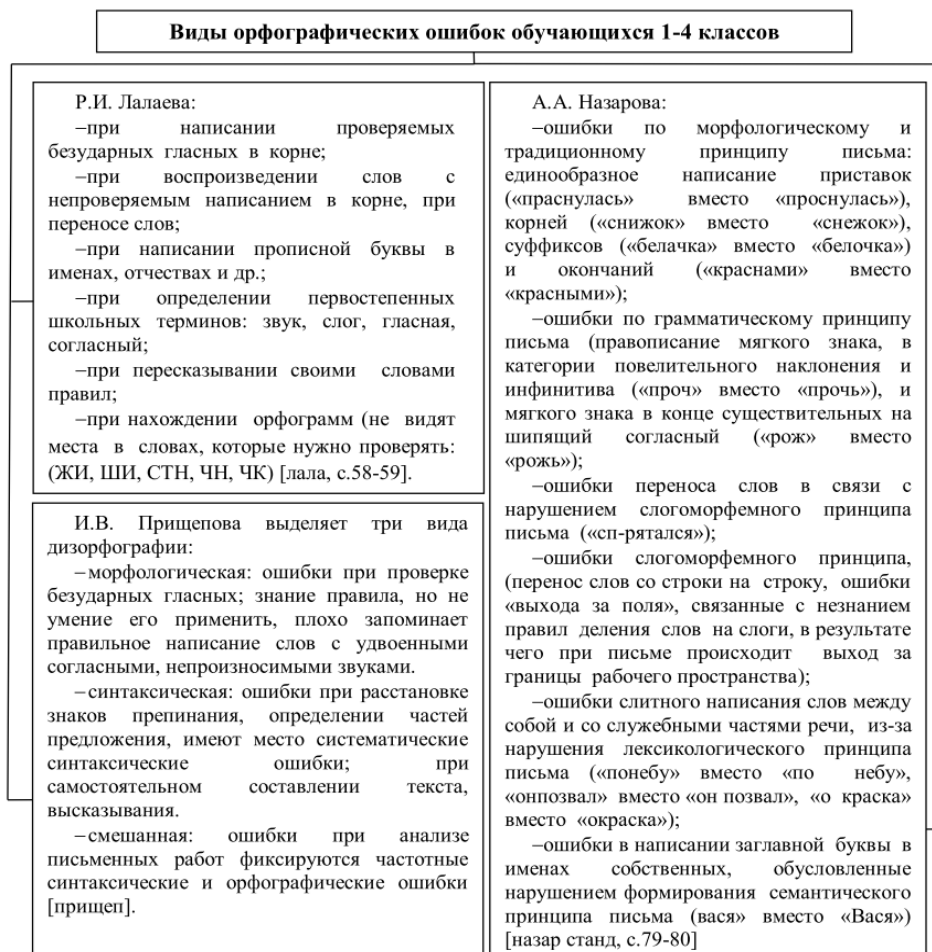 Виды орфографических ошибок обучающихся 1-4 классов
Р.И. Лалаева:
–при написании проверяемых
безударных гласных в корне;
–при воспроизведении слов с
непроверяемым написанием в корне, при
переносе слов;
–при написании прописной буквы в
именах, отчествах и др.;
–при определении первостепенных
школьных терминов: звук, слог, гласная,
согласный;
–при пересказывании своими словами
правил;
–при нахождении орфограмм (не видят
места в словах, которые нужно проверять:
(ЖИ, ШИ, СТН, ЧН, ЧК) [лала, с.58-59].
И.В. Прищепова выделяет три вида
дизорфографии:
–морфологическая: ошибки при проверке
безударных гласных; знание правила, но не
умение его применить, плохо запоминает
правильное написание слов с удвоенными
согласными, непроизносимыми звуками.
–синтаксическая: ошибки при расстановке
знаков препинания, определении частей
предложения, имеют место систематические
синтаксические ошибки; при
самостоятельном составлении текста,
высказывания.
–смешанная: ошибки при анализе
письменных работ фиксируются частотные
синтаксические и орфографические ошибки
[прищеп].
А.А. Назарова:
–ошибки по морфологическому и
традиционному принципу письма:
единообразное написание приставок
(«праснулась» вместо «проснулась»),
корней («снижок» вместо «снежок»),
суффиксов («белачка» вместо «белочка»)
и окончаний («краснами» вместо
«красными»);
–ошибки по грамматическому принципу
письма (правописание мягкого знака, в
категории повелительного наклонения и
инфинитива («проч» вместо «прочь»), и
мягкого знака в конце существительных на
шипящий согласный («рож» вместо
«рожь»);
–ошибки переноса слов в связи с
нарушением слогоморфемного принципа
письма («сп-рятался»);
–ошибки слогоморфемного принципа,
(перенос слов со строки на строку, ошибки
«выхода за поля», связанные с незнанием
правил деления слов на слоги, в результате
чего при письме происходит выход за
границы рабочего пространства);
–ошибки слитного написания слов между
собой и со служебными частями речи, из-за
нарушения лексикологического принципа
письма («понебу» вместо «по небу»,
«онпозвал» вместо «он позвал», «о краска»
вместо «окраска»);
–ошибки в написании заглавной буквы в
именах собственных, обусловленные
нарушением формирования семантического
принципа письма (вася» вместо «Вася»)
[назар станд, с.79-80]